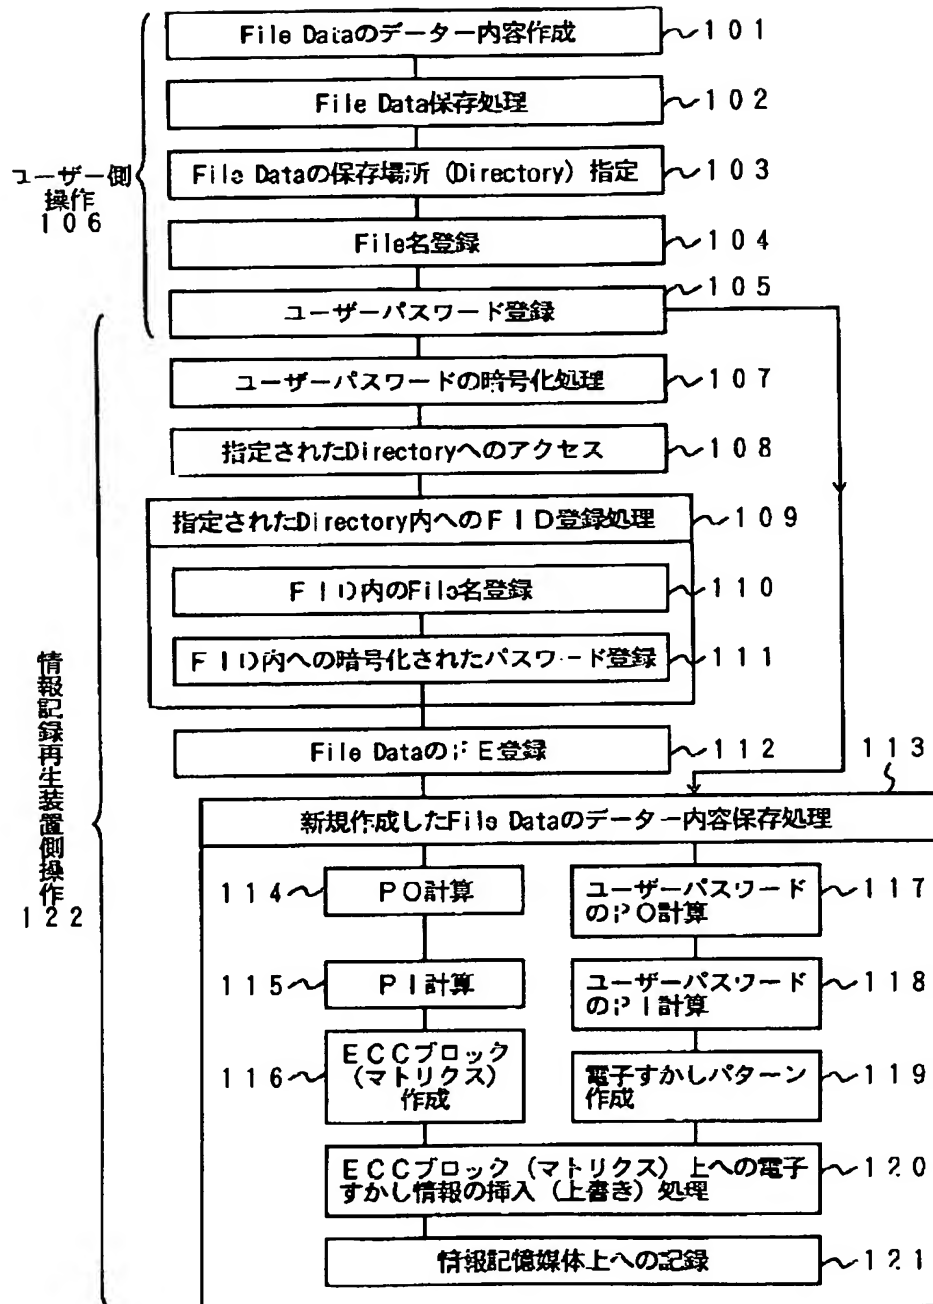 File Dataのデーター内容作成 101
File Data保存処理 102
File Dataの保存場所（Directory）指定 103
File名登録 104
ユーザーパスワード登録 105
ユーザー側
操作
106
ユーザーパスワードの暗号化処理 107
指定されたDirectoryへのアクセス 108
指定されたDirectory内へのFID登録処理 109
FID内のFile名登録 110
FID内への暗号化されたパスワード登録 111
File DataのFE登録 112
113
新規作成したFile Dataのデーター内容保存処理
114 PO計算
115 PI計算
116 ECCブロック
(マトリクス)
作成
ユーザーパスワード
のPO計算 117
ユーザーパスワード
のPI計算 118
電子すかしパターン
作成 119
ECCブロック（マトリクス）上への電子
すかし情報の挿入（上書き）処理 120
情報記憶媒体上への記録 121
情報記録再生装置側操作
122